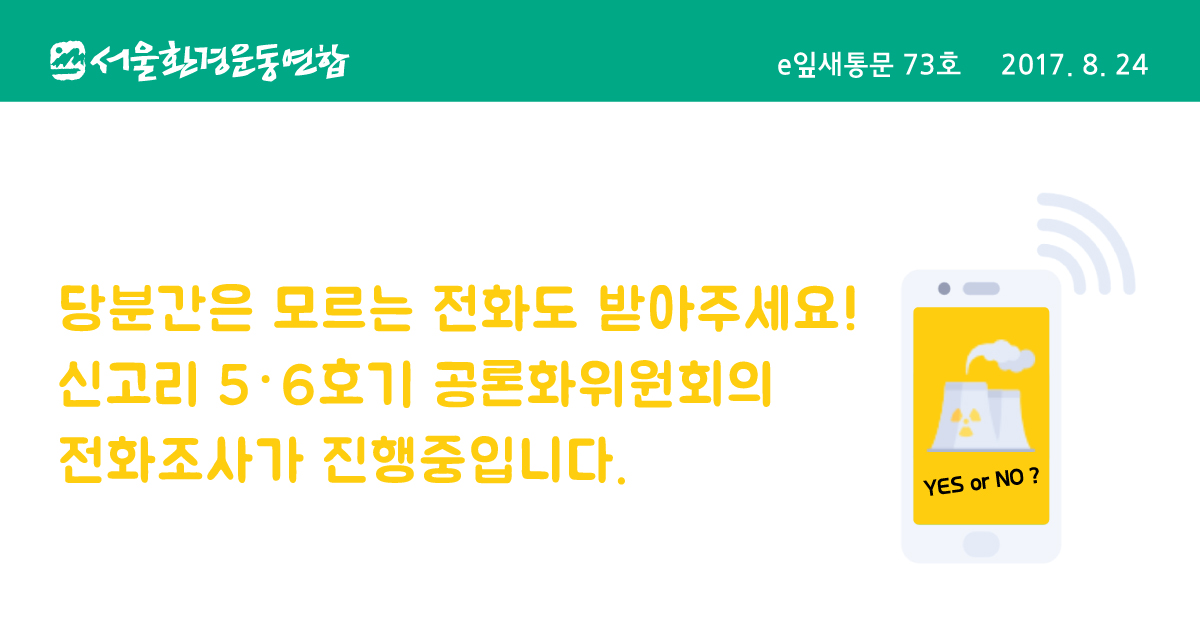 서울환경운동연합
e잎새통문 73호 2017. 8. 24
당분간은 모르는 전화도 받아주세요!
신고리 5·6호기 공론화위원회의
전화조사가 진행중입니다.
YES or NO ?